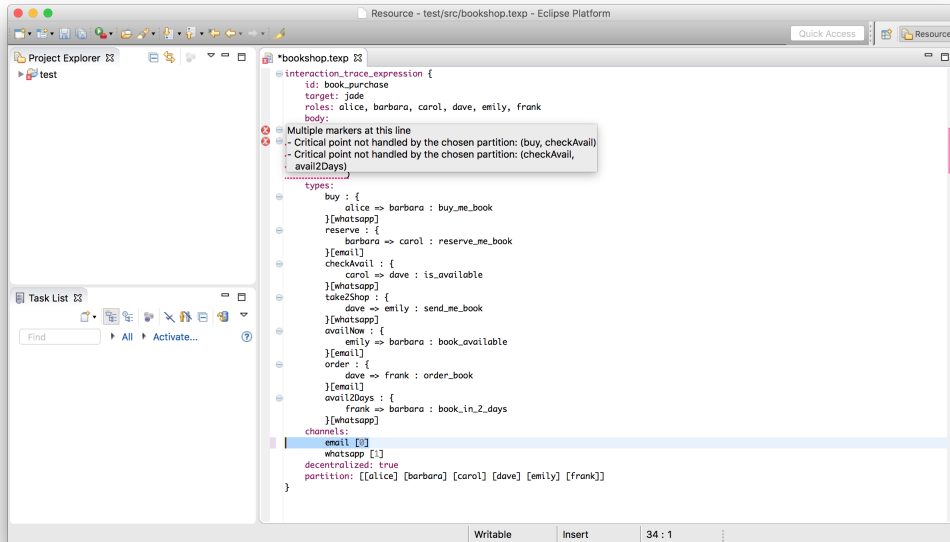 Resource - test/src/bookshop.texp - Eclipse Platform
Quick Access
Resource
Project Explorer
test
*bookshop.texp
interaction_trace_expression {
id: book_purchase
target: jade
roles: alice, barbara, carol, dave, emily, frank
body:
Multiple markers at this line
- Critical point not handled by the chosen partition: (buy, checkAvail)
- Critical point not handled by the chosen partition: (checkAvail,
avail2Days)
types:
buy : {
alice => barbara : buy_me_book
}[whatsapp]
reserve : {
barbara => carol : reserve_me_book
}[email]
checkAvail : {
carol => dave : is_available
}[whatsapp]
take2Shop : {
dave => emily : send_me_book
}[whatsapp]
availNow : {
emily => barbara : book_available
}[email]
order : {
dave => frank : order_book
}[email]
avail2Days : {
frank => barbara : book_in_2_days
}[whatsapp]
channels:
email [0]
whatsapp [1]
decentralized: true
partition: [[alice] [barbara] [carol] [dave] [emily] [frank]]
}
Task List
Find
All
Activate...
Writable
Insert
34 : 1